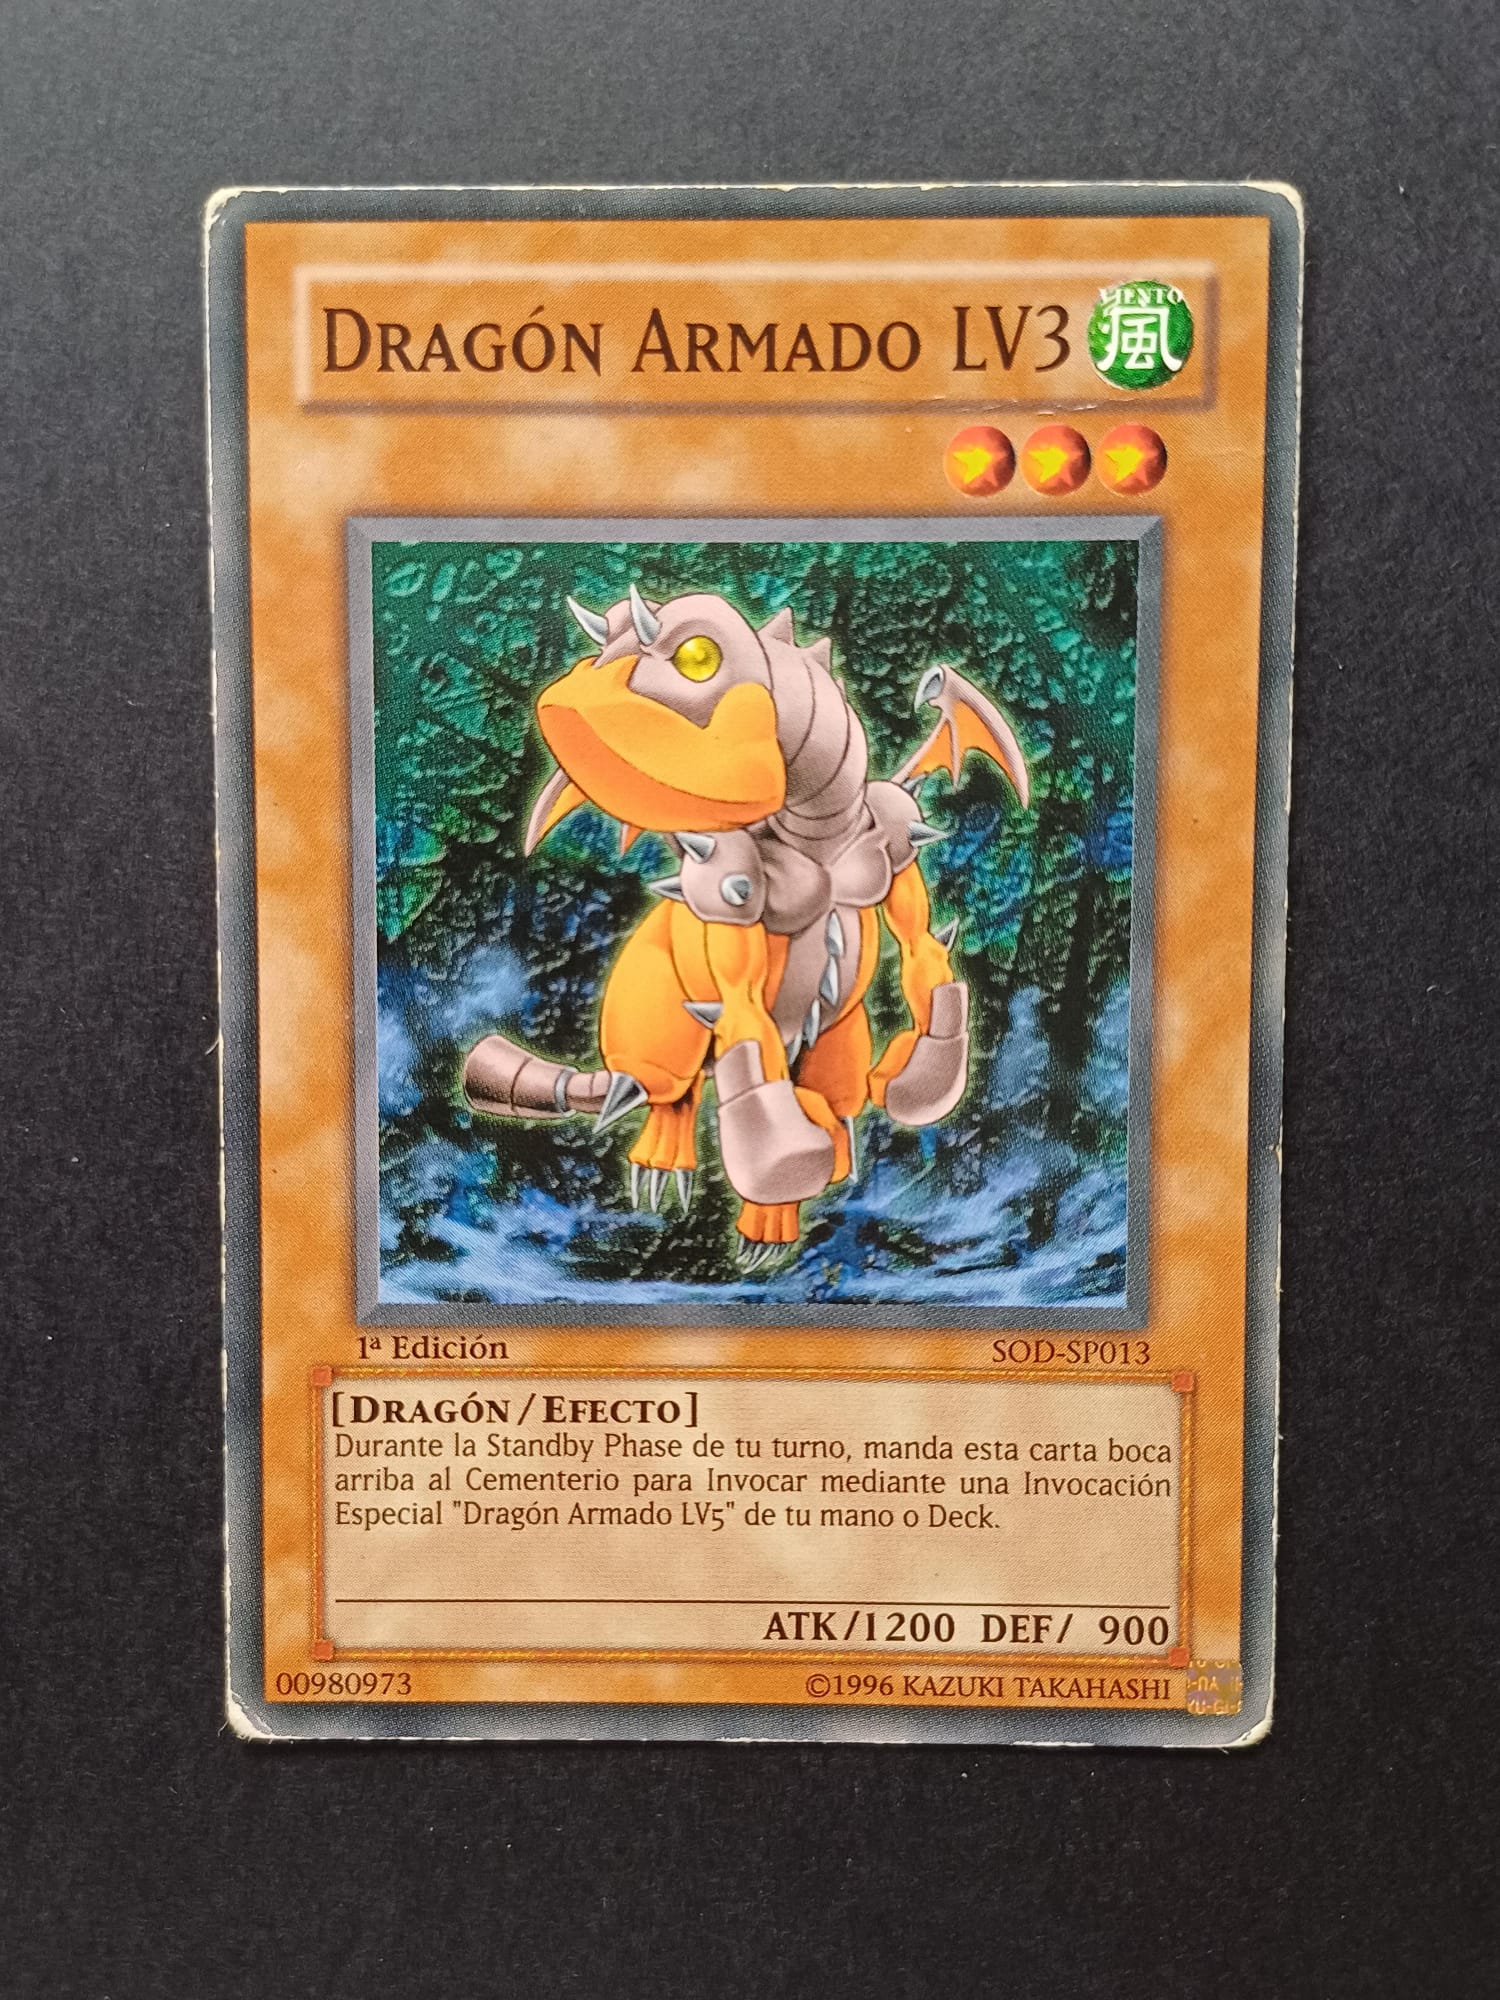 DRAGÓN ARMADO LV3
VIENTO
風
1ª Edición
SOD-SP013
[DRAGÓN/EFECTO]
Durante la Standby Phase de tu turno, manda esta carta boca
arriba al Cementerio para Invocar mediante una Invocación
Especial "Dragón Armado LV5" de tu mano o Deck.
ATK/1200 DEF/ 900
00980973
©1996 KAZUKI TAKAHASHI